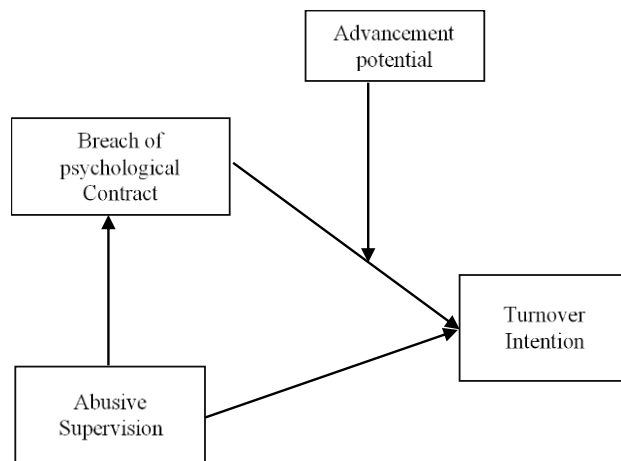 Advancement
potential
Breach of
psychological
Contract
Turnover
Intention
Abusive
Supervision